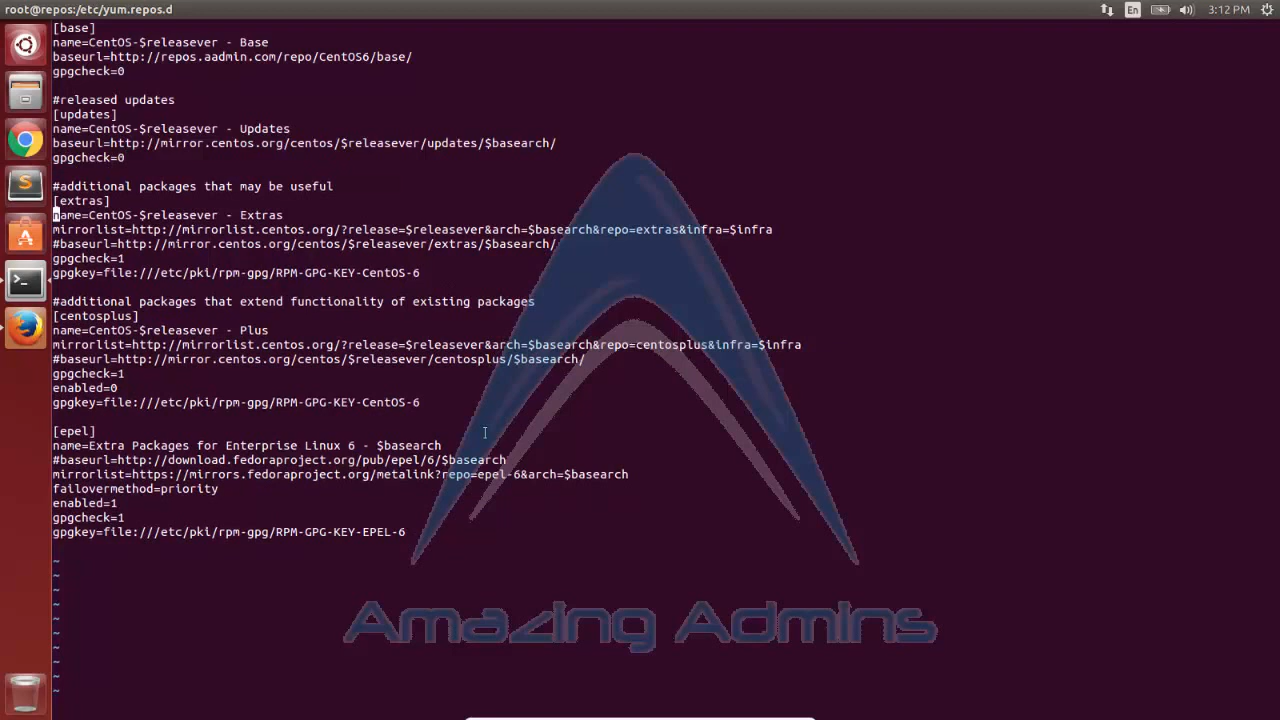 root@repos:/etc/yum.repos.d
En
3:12 PM
[base]
name=CentOS-$releasever - Base
baseurl=http://repos.aadmin.com/repo/CentOS6/base/
gpgcheck=0
#released updates
[updates]
name=CentOS-$releasever - Updates
baseurl=http://mirror.centos.org/centos/$releasever/updates/$basearch/
gpgcheck=0
#additional packages that may be useful
[extras]
name=CentOS-$releasever - Extras
mirrorlist=http://mirrorlist.centos.org/?release=$releasever&arch=$basearch&repo=extras&infra=$infra
#baseurl=http://mirror.centos.org/centos/$releasever/extras/$basearch/
gpgcheck=1
gpgkey=file:///etc/pki/rpm-gpg/RPM-GPG-KEY-CentOS-6
#additional packages that extend functionality of existing packages
[centosplus]
name=CentOS-$releasever - Plus
mirrorlist=http://mirrorlist.centos.org/?release=$releasever&arch=$basearch&repo=centosplus&infra=$infra
#baseurl=http://mirror.centos.org/centos/$releasever/centosplus/$basearch/
gpgcheck=1
enabled=0
gpgkey=file:///etc/pki/rpm-gpg/RPM-GPG-KEY-CentOS-6
[epel]
name=Extra Packages for Enterprise Linux 6 - $basearch
#baseurl=http://download.fedoraproject.org/pub/epel/6/$basearch
mirrorlist=https://mirrors.fedoraproject.org/metalink?repo=epel-6&arch=$basearch
failovermethod=priority
enabled=1
gpgcheck=1
gpgkey=file:///etc/pki/rpm-gpg/RPM-GPG-KEY-EPEL-6
~
~
~
~
~
~
~
~
~
~
Amazing Admins